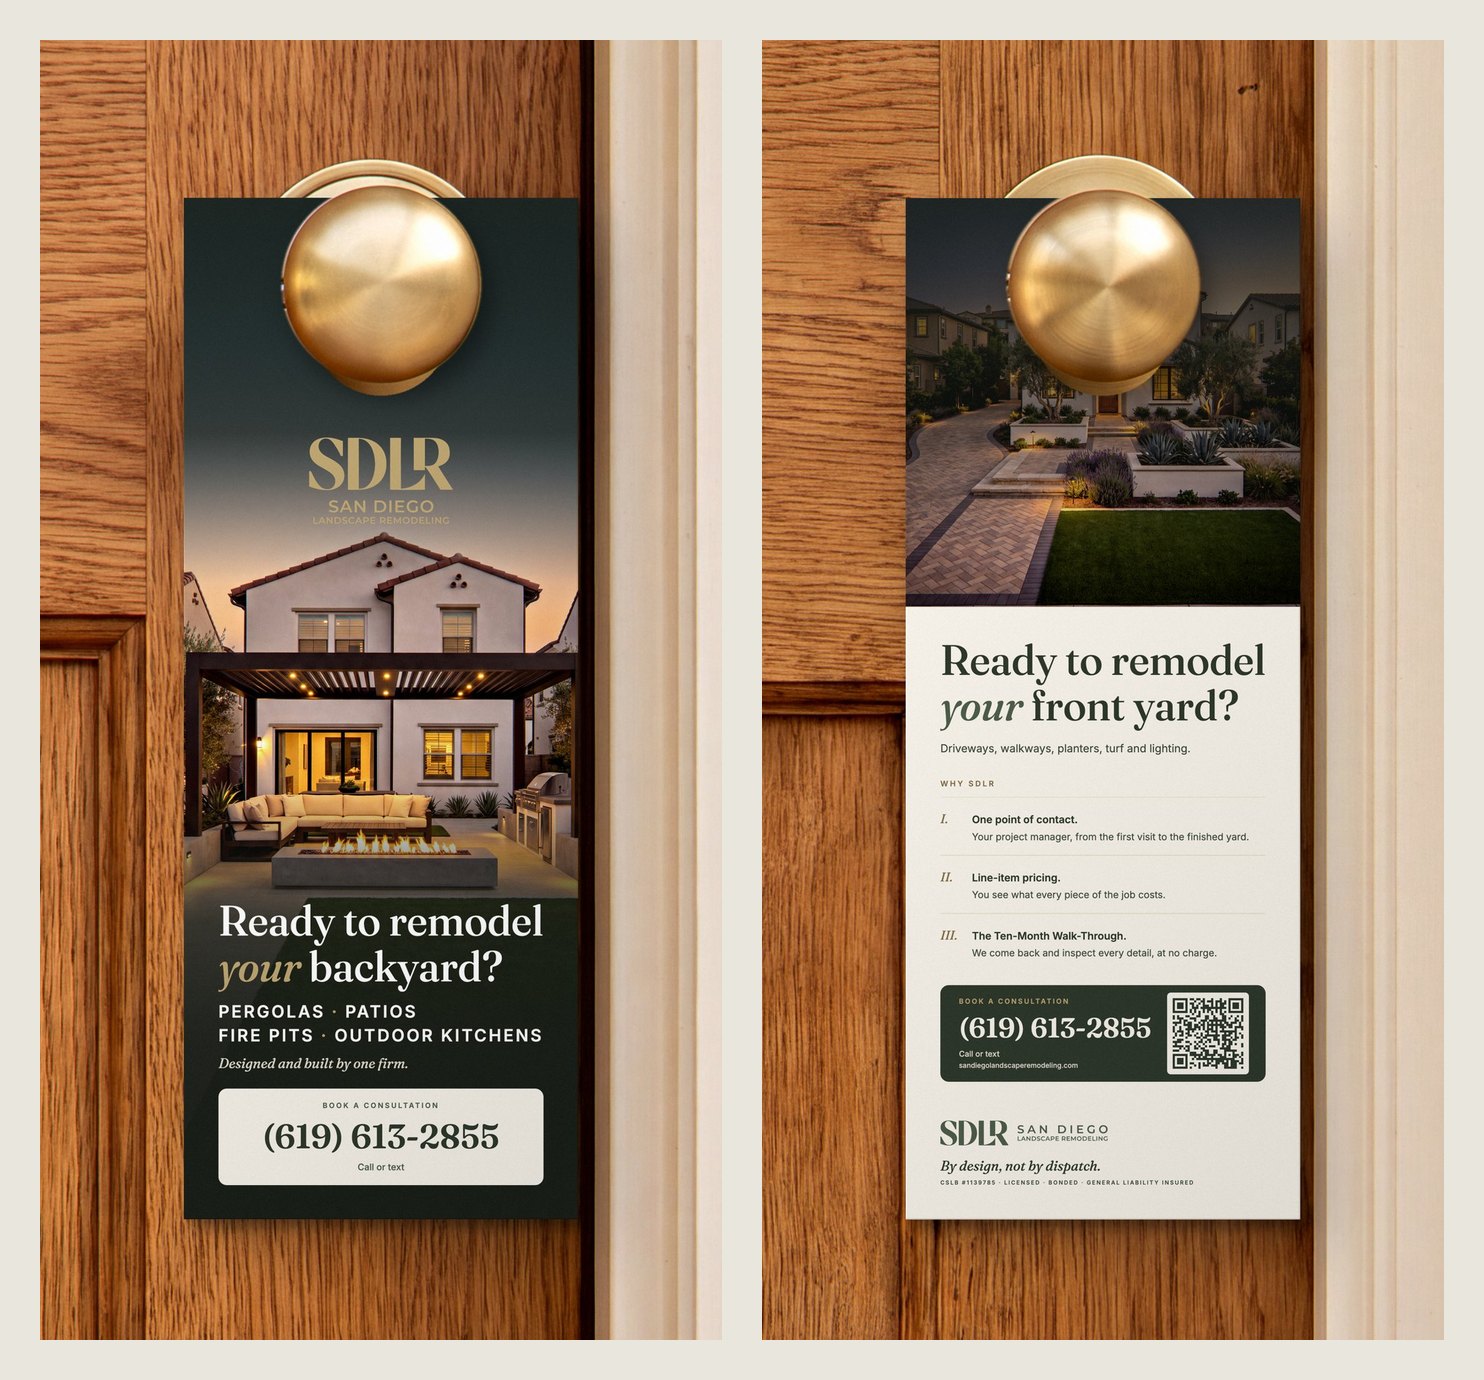 SDLR
SAN DIEGO
LANDSCAPE REMODELING
Ready to remodel
your backyard?
PERGOLAS · PATIOS
FIRE PITS · OUTDOOR KITCHENS
Designed and built by one firm.
BOOK A CONSULTATION
(619) 613-2855
Call or text
Ready to remodel
your front yard?
Driveways, walkways, planters, turf and lighting.
WHY SDLR
I. One point of contact.
Your project manager, from the first visit to the finished yard.
II. Line-item pricing.
You see what every piece of the job costs.
III. The Ten-Month Walk-Through.
We come back and inspect every detail, at no charge.
BOOK A CONSULTATION
(619) 613-2855
Call or text
sandiegolandscaperemodeling.com
SDLR SAN DIEGO
LANDSCAPE REMODELING
By design, not by dispatch.
CSLB #1139785 · LICENSED · BONDED · GENERAL LIABILITY INSURED